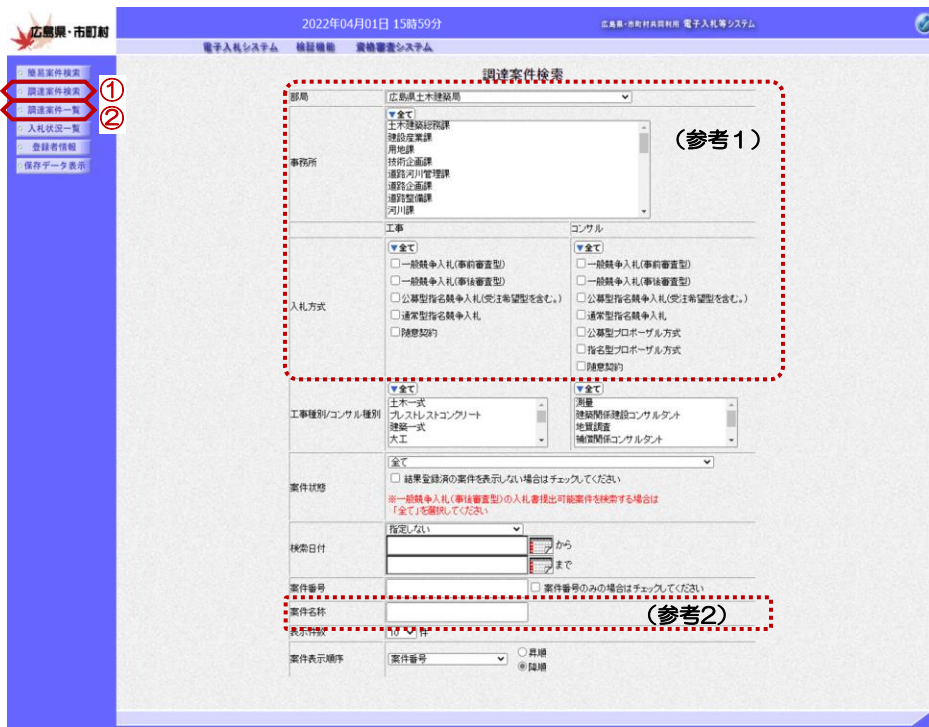 広島県・市町村
2022年04月01日 15時59分
広島県・市町村共同利用 電子入札等システム
電子入札システム 検証機能 資格審査システム
簡易案件検索
調達案件検索
①
調達案件一覧
②
入札状況一覧
登録者情報
保存データ表示
調達案件検索
部局
広島県土木建築局
事務所
▼全て
土木建築総務課
建設産業課
用地課
技術企画課
道路河川管理課
道路企画課
道路整備課
河川課
(参考1)
工事
コンサル
入札方式
▼全て
一般競争入札(事前審査型)
一般競争入札(事後審査型)
公募型指名競争入札(受注希望型を含む。)
通常型指名競争入札
随意契約
▼全て
一般競争入札(事前審査型)
一般競争入札(事後審査型)
公募型指名競争入札(受注希望型を含む。)
通常型指名競争入札
公募型プロポーザル方式
指名型プロポーザル方式
随意契約
工事種別/コンサル種別
▼全て
土木一式
プレストレストコンクリート
建築一式
大工
▼全て
測量
建築関係建設コンサルタント
地質調査
補償関係コンサルタント
案件状態
全て
結果登録済の案件を表示しない場合はチェックしてください
※一般競争入札(事後審査型)の入札書提出可能案件を検索する場合は
「全て」を選択してください
検索日付
指定しない
から
まで
案件番号
案件番号のみの場合はチェックしてください
案件名称
(参考2)
表示件数
10 件
案件表示順序
案件番号
昇順
降順